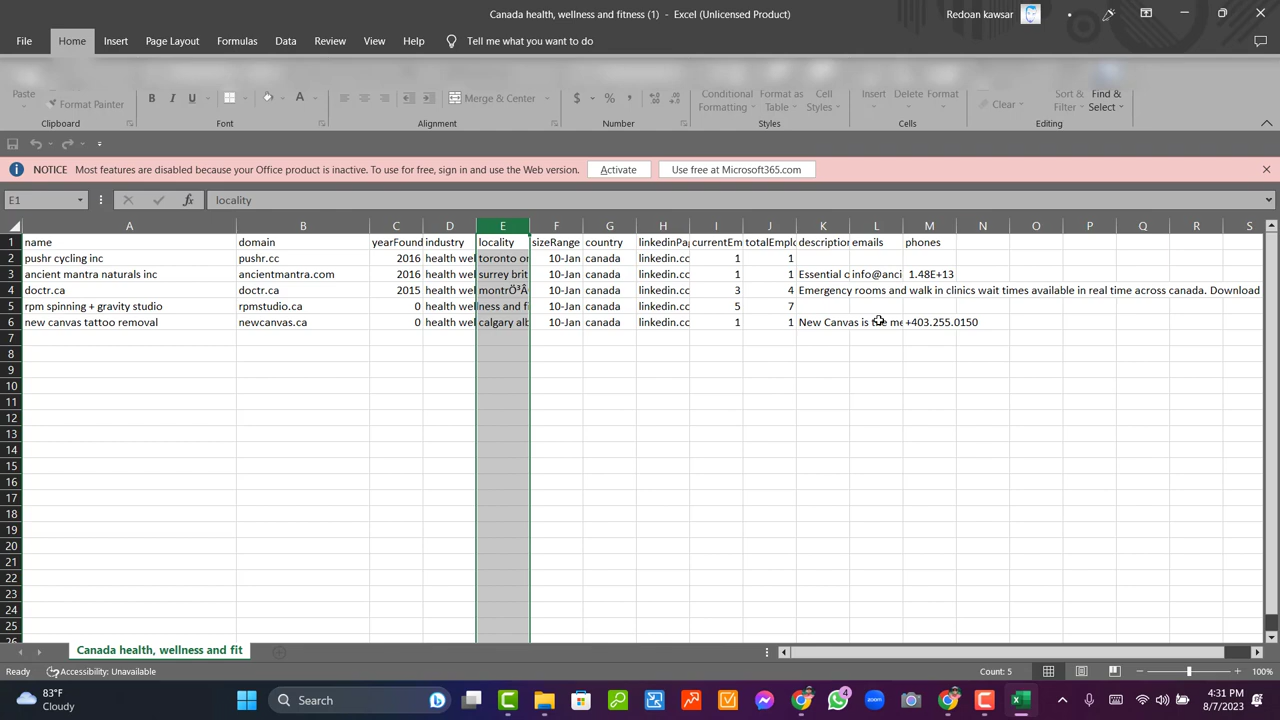 Canada health, wellness and fitness (1) - Excel (Unlicensed Product)
Redoan kawsar
File Home Insert Page Layout Formulas Data Review View Help Tell me what you want to do
Paste Format Painter B I U A Merge & Center $ % Conditional Formatting Format as Table Cell Styles Insert Delete Format Clear Sort & Filter Find & Select
Clipboard Font Alignment Number Styles Cells Editing
NOTICE Most features are disabled because your Office product is inactive. To use for free, sign in and use the Web version. Activate Use free at Microsoft365.com
E1 fx locality
A B C D E F G H I J K L M N O P Q R S
1 name domain yearFound industry locality sizeRange country linkedinPa currentEm totalEmplo description emails phones
2 pushr cycling inc pushr.cc 2016 health wel toronto on 10-Jan canada linkedin.cc 1 1
3 ancient mantra naturals inc ancientmantra.com 2016 health wel surrey brit 10-Jan canada linkedin.cc 1 1 Essential o info@anci 1.48E+13
4 doctr.ca doctr.ca 2015 health wel montrÖ³Â 10-Jan canada linkedin.cc 3 4 Emergency rooms and walk in clinics wait times available in real time across canada. Download
5 rpm spinning + gravity studio rpmstudio.ca 0 health wel ness and fi 10-Jan canada linkedin.cc 5 7
6 new canvas tattoo removal newcanvas.ca 0 health wel calgary alb 10-Jan canada linkedin.cc 1 1 New Canvas is the me +403.255.0150
7
8
9
10
11
12
13
14
15
16
17
18
19
20
21
22
23
24
25
26
Canada health, wellness and fit
Ready Accessibility: Unavailable Count: 5 100%
83°F Search 4 zoom 4:31 PM
Cloudy 8/7/2023